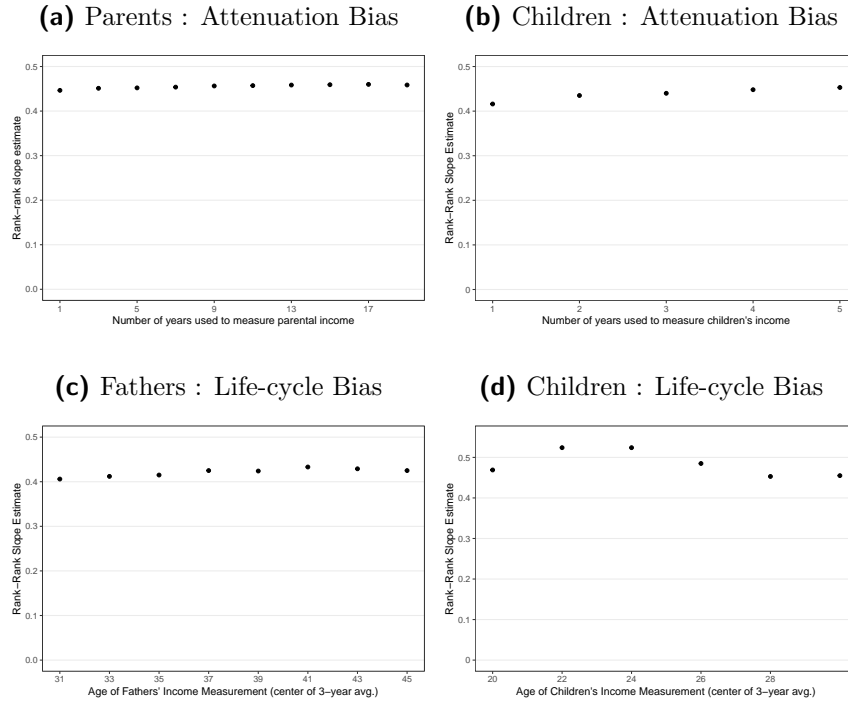 (a) Parents : Attenuation Bias
0.5
0.4
0.3
0.2
0.1
0.0
Rank−rank slope estimate
1 5 9 13 17
Number of years used to measure parental income
(b) Children : Attenuation Bias
0.5
0.4
0.3
0.2
0.1
0
Rank−Rank Slope Estimate
1 2 3 4 5
Number of years used to measure children's income
(c) Fathers : Life-cycle Bias
0.5
0.4
0.3
0.2
0.1
0.0
Rank−Rank Slope Estimate
31 33 35 37 39 41 43 45
Age of Fathers' Income Measurement (center of 3−year avg.)
(d) Children : Life-cycle Bias
0.5
0.4
0.3
0.2
0.1
0.0
Rank−Rank Slope Estimate
20 22 24 26 28
Age of Children's Income Measurement (center of 3−year avg.)